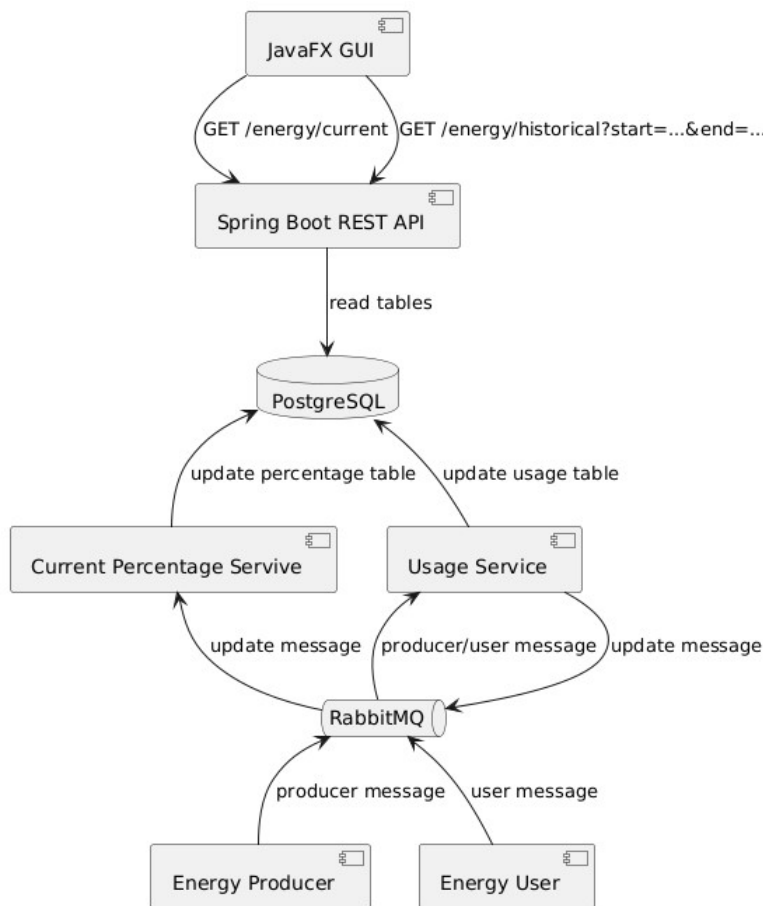 JavaFX GUI
GET /energy/current
GET /energy/historical?start=...&end=...
Spring Boot REST API
read tables
PostgreSQL
update percentage table
update usage table
Current Percentage Servive
Usage Service
update message
producer/user message
update message
RabbitMQ
producer message
user message
Energy Producer
Energy User